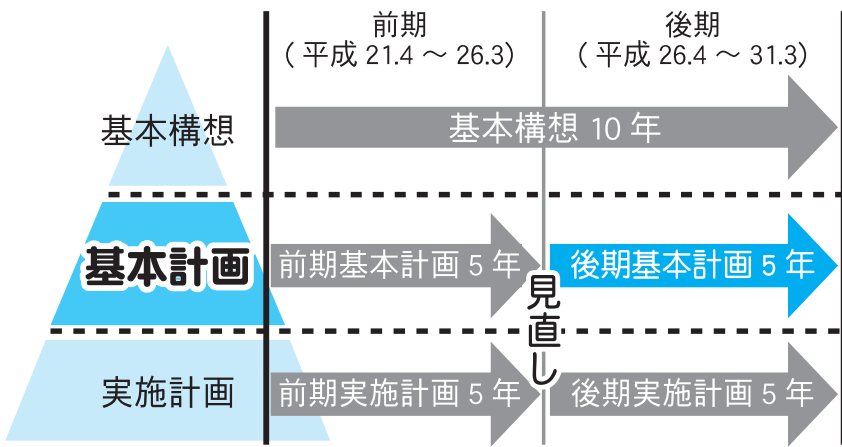 前期
( 平成 21.4 ～ 26.3)
後期
( 平成 26.4 ～ 31.3)
基本構想
基本構想 10 年
基本計画
前期基本計画 5 年
後期基本計画 5 年
見直し
実施計画
前期実施計画 5 年
後期実施計画 5 年